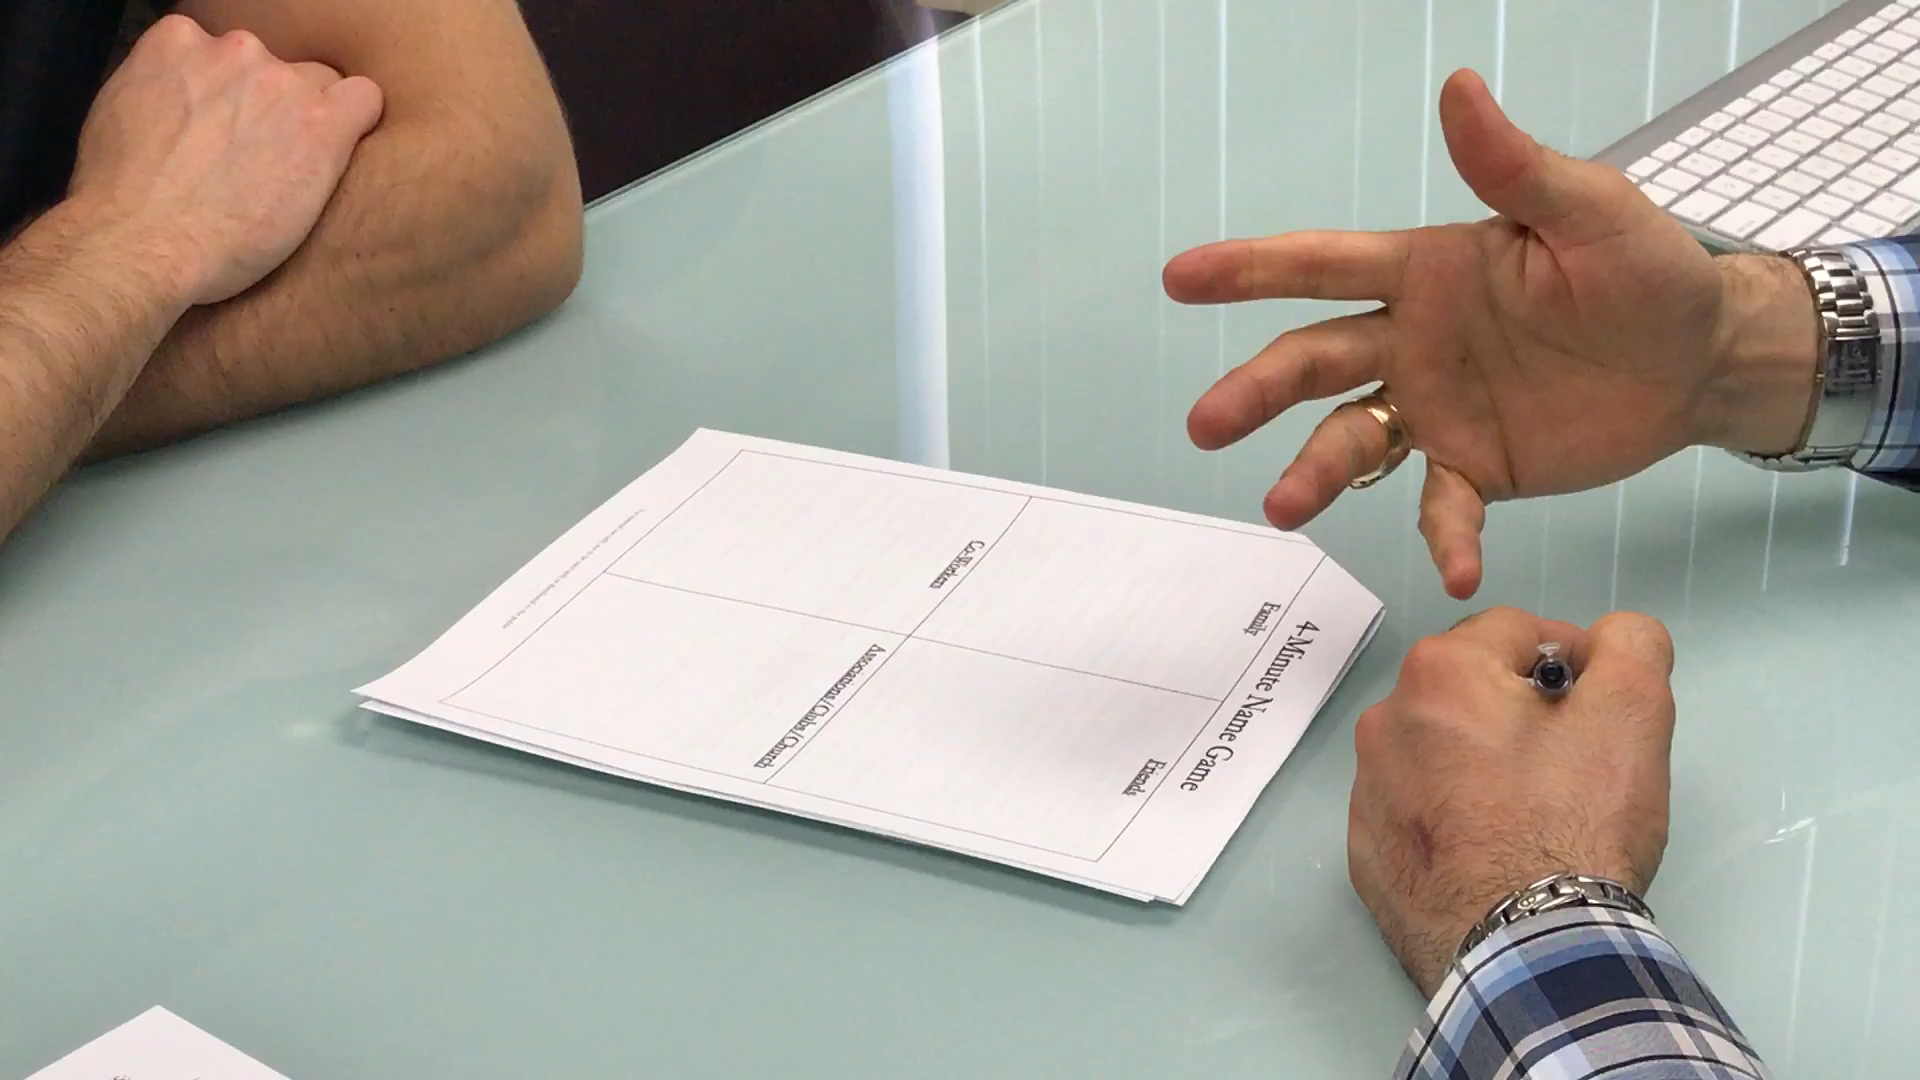 4-Minute Name Game
Family
Friends
Co-Workers
Associations/Clubs/Church